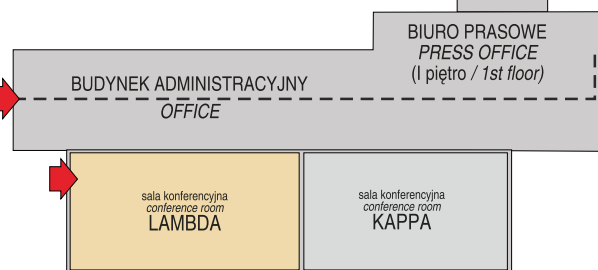 BIURO PRASOWE
PRESS OFFICE
(I piętro / 1st floor)
BUDYNEK ADMINISTRACYJNY
OFFICE
sala konferencyjna
conference room
LAMBDA
sala konferencyjna
conference room
KAPPA